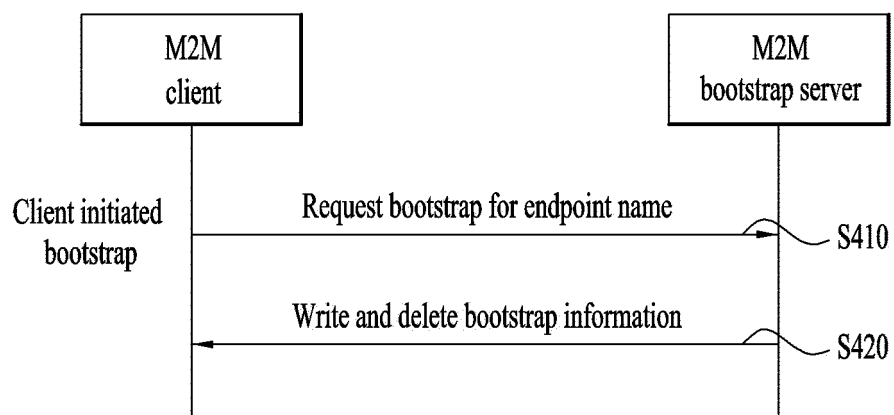 M2M
client
M2M
bootstrap server
Client initiated
bootstrap
Request bootstrap for endpoint name
S410
Write and delete bootstrap information
S420